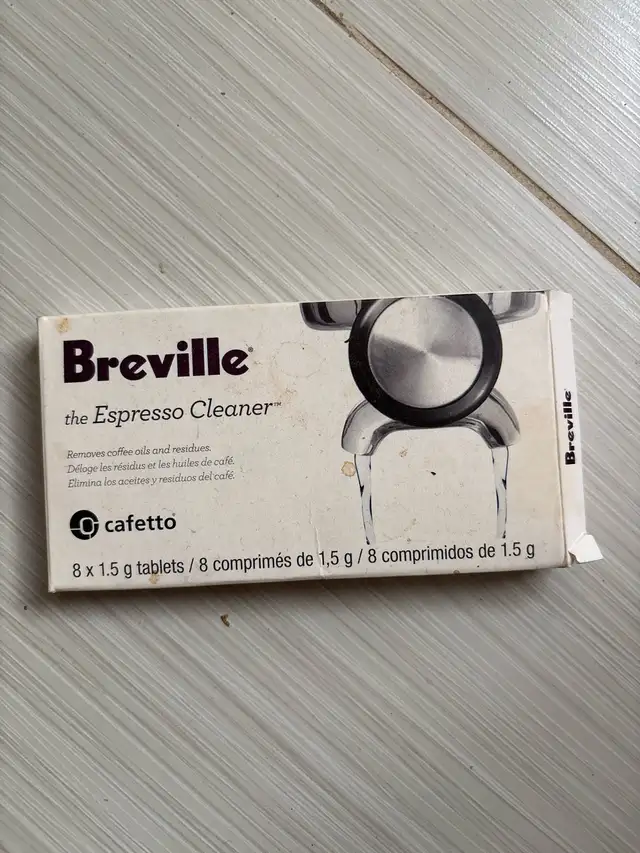 Breville®
the Espresso Cleaner™
Removes coffee oils and residues.
Déloge les résidus et les huiles de café.
Elimina los aceites y residuos del café.
cafetto®
8 x 1.5 g tablets / 8 comprimés de 1,5 g / 8 comprimidos de 1.5 g
Breville®